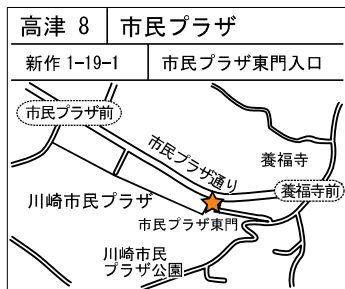 高津 8 市民プラザ
新作 1-19-1 市民プラザ東門入口
市民プラザ前
市民プラザ通り
養福寺
養福寺前
川崎市民プラザ
市民プラザ東門
川崎市民
プラザ公園